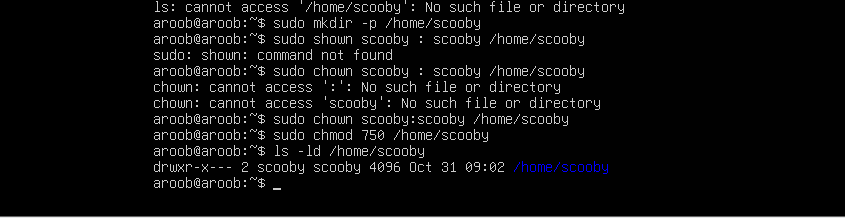 ls: cannot access '/home/scooby': No such file or directory
aroob@aroob:~$ sudo mkdir -p /home/scooby
aroob@aroob:~$ sudo shown scooby : scooby /home/scooby
sudo: shown: command not found
aroob@aroob:~$ sudo chown scooby : scooby /home/scooby
chown: cannot access ':': No such file or directory
chown: cannot access 'scooby': No such file or directory
aroob@aroob:~$ sudo chown scooby:scooby /home/scooby
aroob@aroob:~$ sudo chmod 750 /home/scooby
aroob@aroob:~$ ls -ld /home/scooby
drwxr-x--- 2 scooby scooby 4096 Oct 31 09:02 /home/scooby
aroob@aroob:~$ _